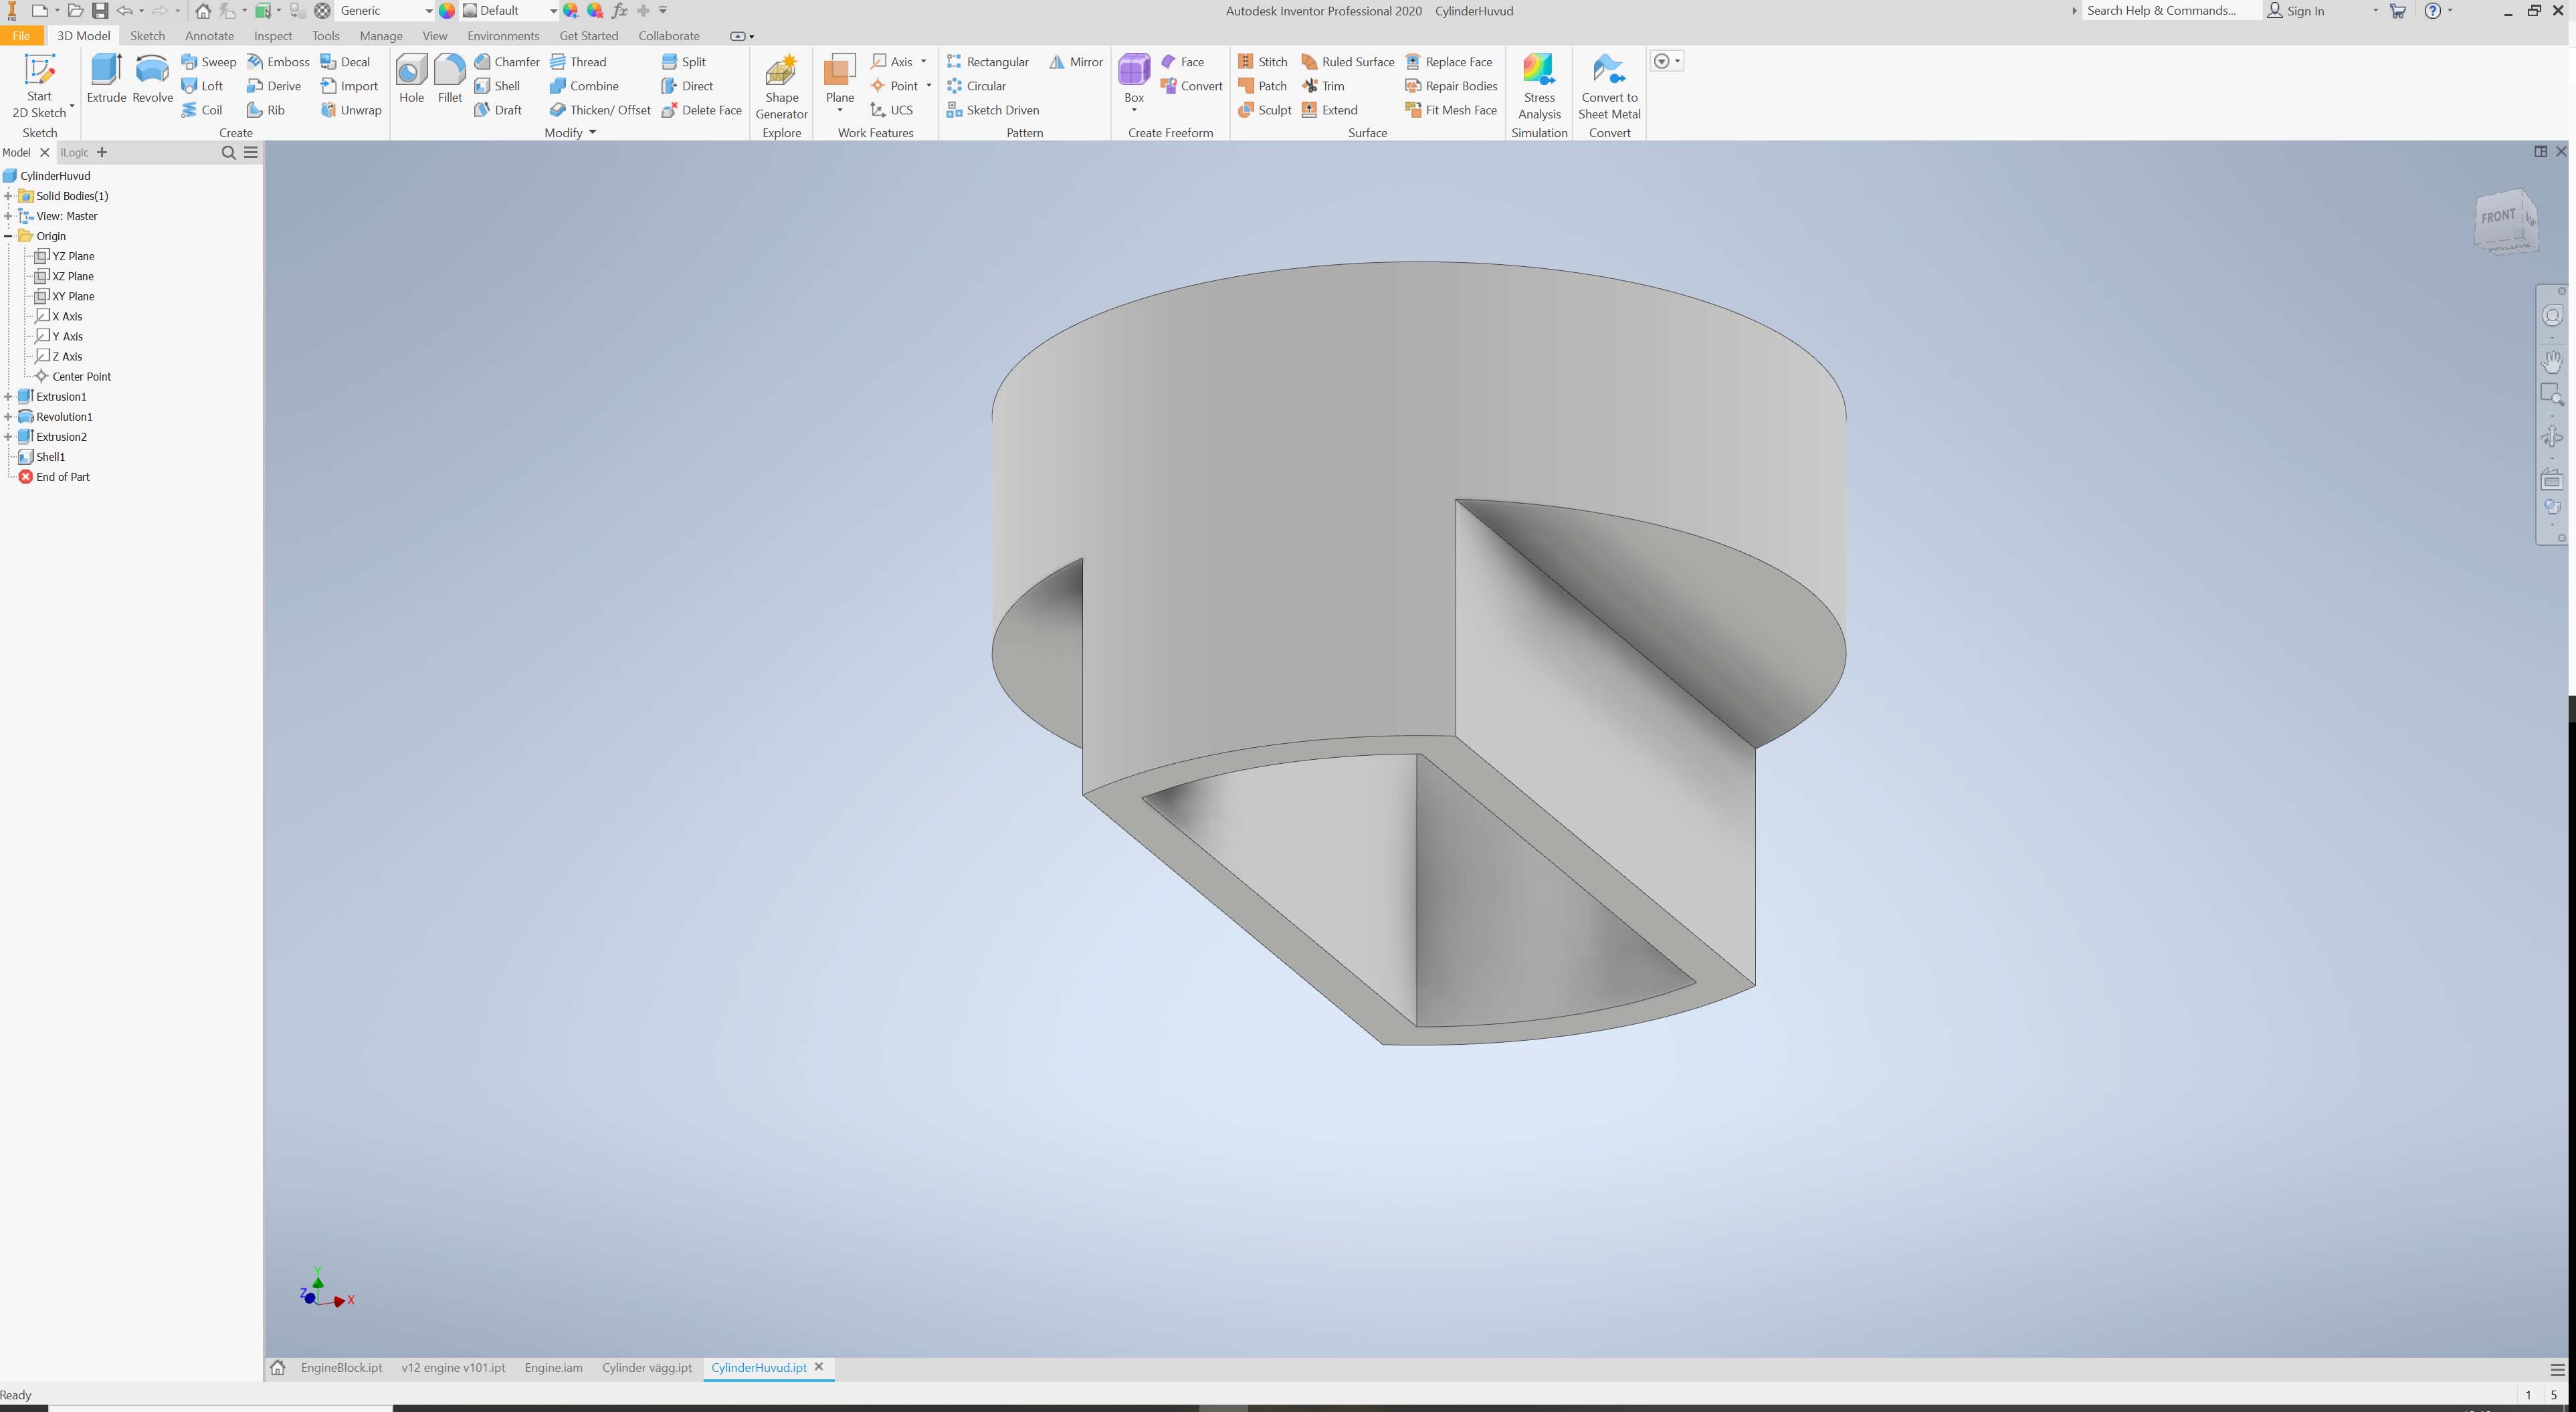 Generic Default Autodesk Inventor Professional 2020 CylinderHuvud Search Help & Commands... Sign In
File 3D Model Sketch Annotate Inspect Tools Manage View Environments Get Started Collaborate
Sweep Emboss Decal Chamfer Thread Split Axis Rectangular Mirror Face Stitch Ruled Surface Replace Face
Loft Derive Import Shell Combine Direct Point Circular Convert Patch Trim Repair Bodies
Coil Rib Unwrap Draft Thicken/ Offset Delete Face UCS Sketch Driven Sculpt Extend Fit Mesh Face
Start 2D Sketch Extrude Revolve Hole Fillet Shape Generator Plane Box Stress Analysis Convert to Sheet Metal
Sketch Create Modify Explore Work Features Pattern Create Freeform Surface Simulation Convert
Model iLogic
CylinderHuvud
Solid Bodies(1)
View: Master
Origin
YZ Plane
XZ Plane
XY Plane
X Axis
Y Axis
Z Axis
Center Point
Extrusion1
Revolution1
Extrusion2
Shell1
End of Part
FRONT
BOTTOM
Y
Z
X
EngineBlock.ipt v12 engine v101.ipt Engine.iam Cylinder vägg.ipt CylinderHuvud.ipt
Ready 1 5